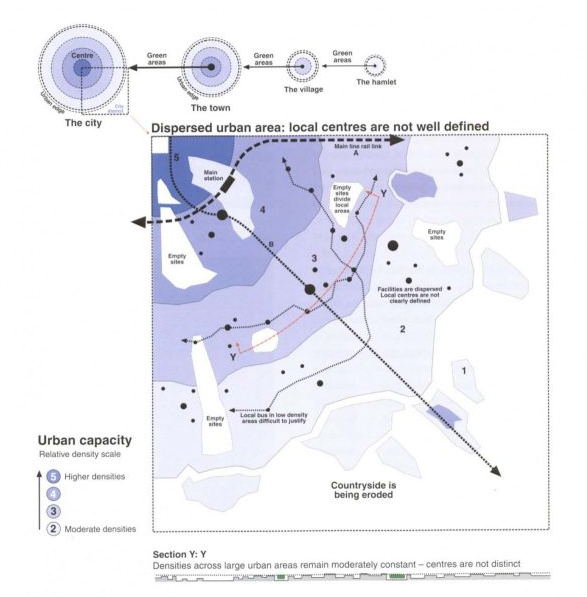 Centre
Urban edge
City
district
The city
Green
areas
Urban edge
The town
Green
areas
The village
Green
areas
The hamlet
Dispersed urban area: local centres are not well defined
5
Main line rail link
A
Main
station
4
Empty
sites
divide
local
areas
Y
Empty
sites
B
Empty
sites
3
Facilities are dispersed
Local centres are not
clearly defined
2
Y
1
Empty
sites
Local bus in low density
areas difficult to justify
Countryside is
being eroded
Urban capacity
Relative density scale
5 Higher densities
4
3
2 Moderate densities
Section Y: Y
Densities across large urban areas remain moderately constant – centres are not distinct